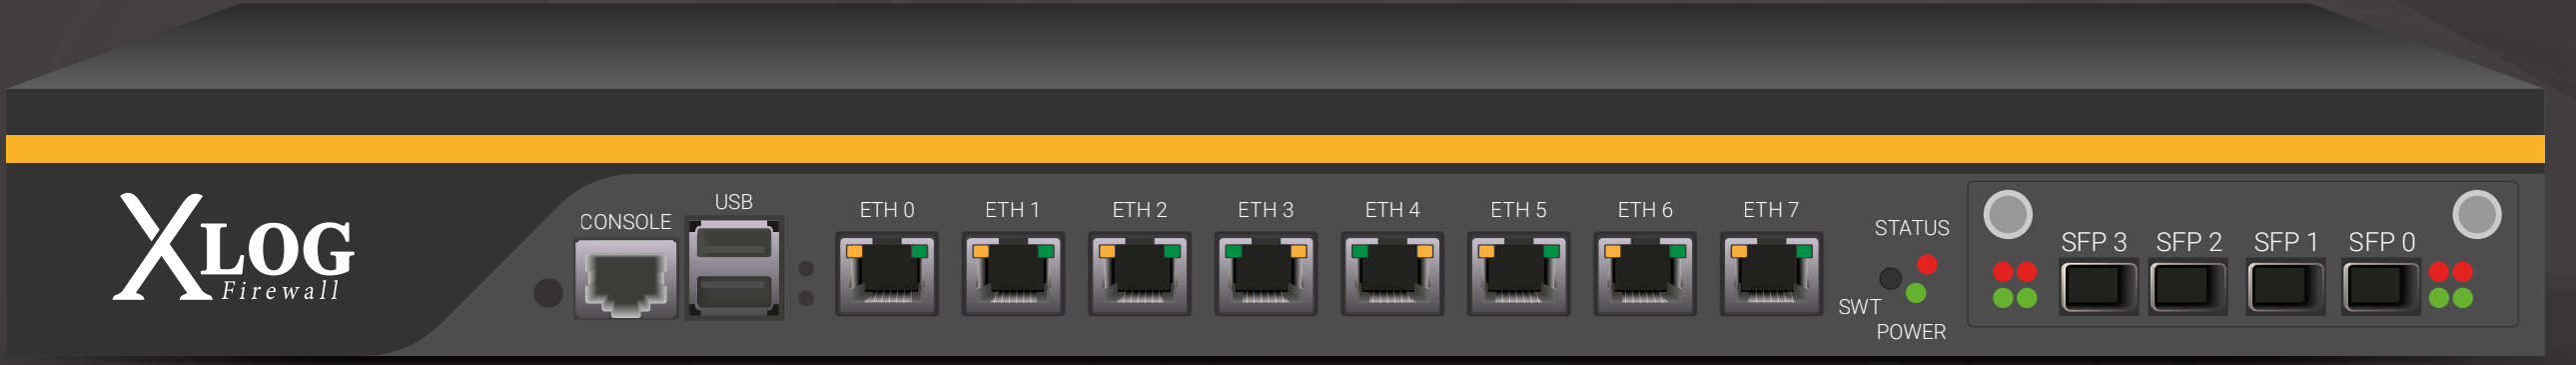 XLOG
Firewall
CONSOLE
USB
ETH 0
ETH 1
ETH 2
ETH 3
ETH 4
ETH 5
ETH 6
ETH 7
STATUS
SWT
POWER
SFP 3
SFP 2
SFP 1
SFP 0